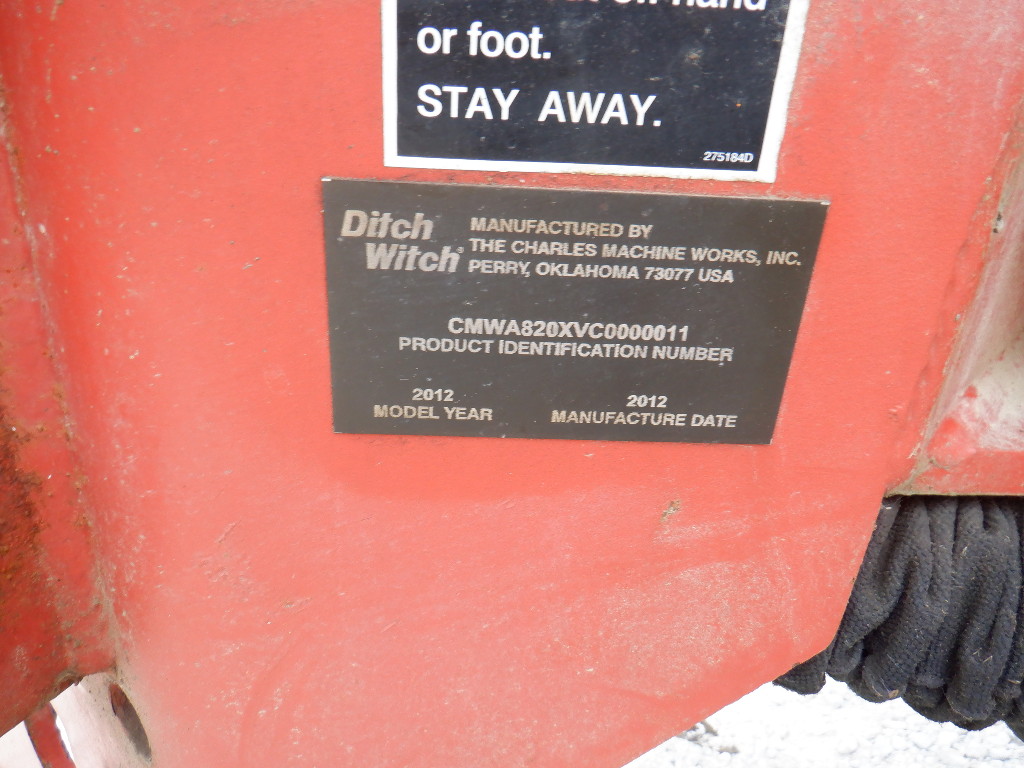 hand
or foot.
STAY AWAY.
275184D
Ditch
Witch®
MANUFACTURED BY
THE CHARLES MACHINE WORKS, INC.
PERRY, OKLAHOMA 73077 USA
CMWA820XVC0000011
PRODUCT IDENTIFICATION NUMBER
2012
MODEL YEAR
2012
MANUFACTURE DATE